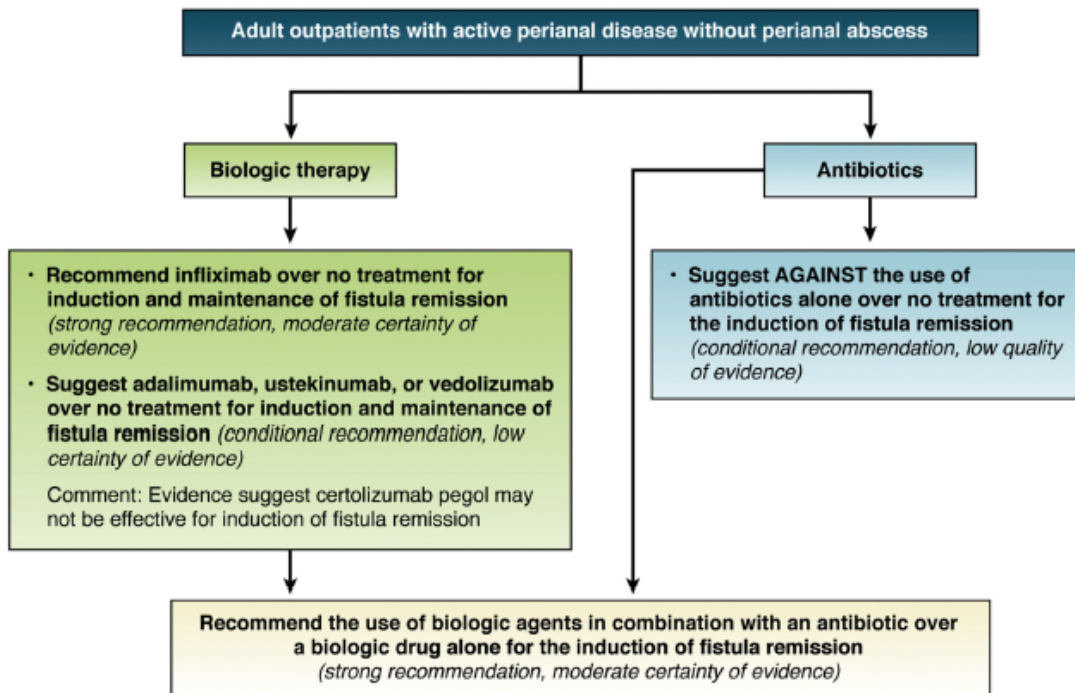 Adult outpatients with active perianal disease without perianal abscess
Biologic therapy
Antibiotics
• Recommend infliximab over no treatment for
induction and maintenance of fistula remission
(strong recommendation, moderate certainty of
evidence)
• Suggest adalimumab, ustekinumab, or vedolizumab
over no treatment for induction and maintenance of
fistula remission (conditional recommendation, low
certainty of evidence)
Comment: Evidence suggest certolizumab pegol may
not be effective for induction of fistula remission
• Suggest AGAINST the use of
antibiotics alone over no treatment for
the induction of fistula remission
(conditional recommendation, low quality
of evidence)
Recommend the use of biologic agents in combination with an antibiotic over
a biologic drug alone for the induction of fistula remission
(strong recommendation, moderate certainty of evidence)